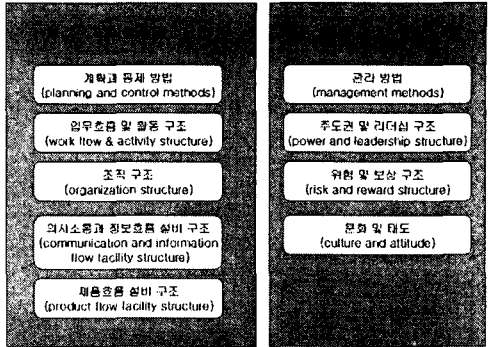 계획과 통제 방법
(planning and control methods)
업무흐름 및 활동 구조
(work flow & activity structure)
조직 구조
(organization structure)
의사소통과 정보흐름 설비 구조
(communication and information
flow facility structure)
제품흐름 설비 구조
(product flow facility structure)
관리 방법
(management methods)
주도권 및 리더십 구조
(power and leadership structure)
위험 및 보상 구조
(risk and reward structure)
문화 및 태도
(culture and attitude)